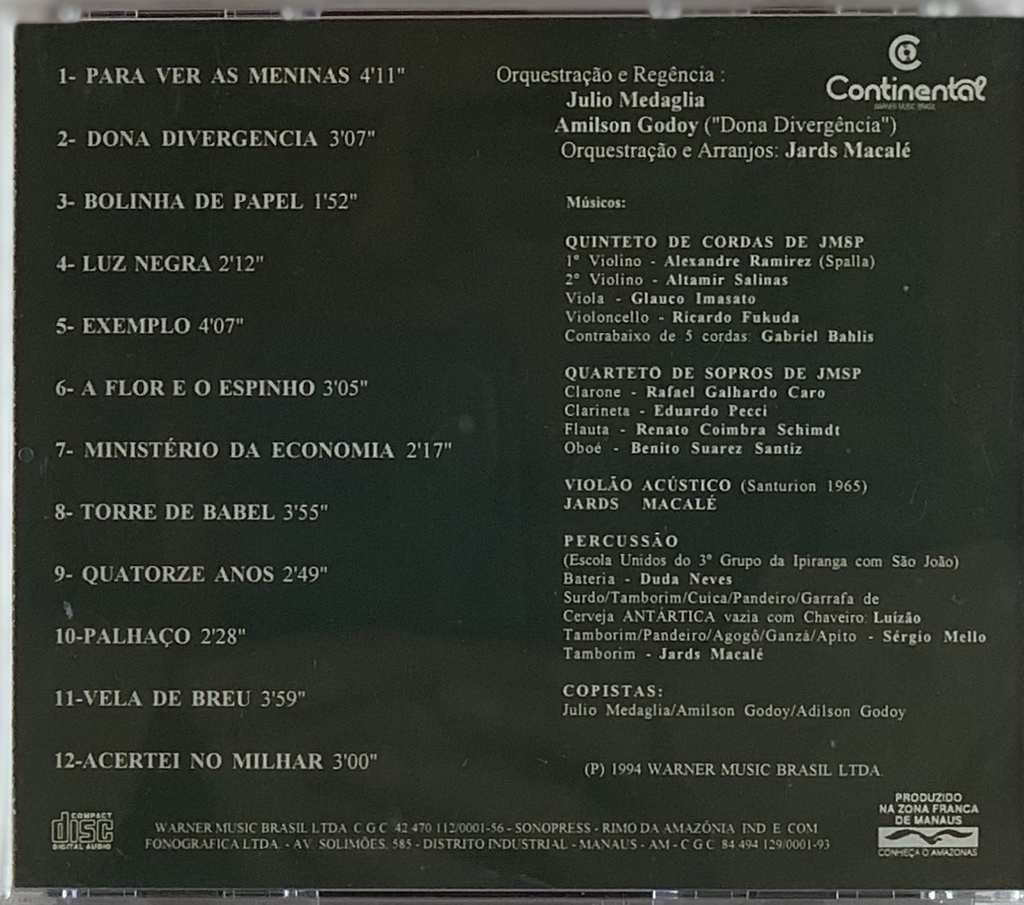 1- PARA VER AS MENINAS 4'11"
2- DONA DIVERGENCIA 3'07"
3- BOLINHA DE PAPEL 1'52"
4- LUZ NEGRA 2'12"
5- EXEMPLO 4'07"
6- A FLOR E O ESPINHO 3'05"
7- MINISTÉRIO DA ECONOMIA 2'17"
8- TORRE DE BABEL 3'55"
9- QUATORZE ANOS 2'49"
10-PALHAÇO 2'28"
11-VELA DE BREU 3'59"
12-ACERTEI NO MILHAR 3'00"
Orquestração e Regência :
Julio Medaglia
Amilson Godoy ("Dona Divergência")
Orquestração e Arranjos: Jards Macalé
Continental
WARNER MUSIC BRASIL
Músicos:
QUINTETO DE CORDAS DE JMSP
1º Violino - Alexandre Ramirez (Spalla)
2º Violino - Altamir Salinas
Viola - Glauco Imasato
Violoncello - Ricardo Fukuda
Contrabaixo de 5 cordas: Gabriel Bahlis
QUARTETO DE SOPROS DE JMSP
Clarone - Rafael Galhardo Caro
Clarineta - Eduardo Pecci
Flauta - Renato Coimbra Schimdt
Oboé - Benito Suarez Santiz
VIOLÃO ACÚSTICO (Santurion 1965)
JARDS MACALÉ
PERCUSSÃO
(Escola Unidos do 3º Grupo da Ipiranga com São João)
Bateria - Duda Neves
Surdo/Tamborim/Cuica/Pandeiro/Garrafa de
Cerveja ANTÁRTICA vazia com Chaveiro: Luizão
Tamborim/Pandeiro/Agogô/Ganzá/Apito - Sérgio Mello
Tamborim - Jards Macalé
COPISTAS:
Julio Medaglia/Amilson Godoy/Adilson Godoy
(P) 1994 WARNER MUSIC BRASIL LTDA.
COMPACT
disc
DIGITAL AUDIO
WARNER MUSIC BRASIL LTDA C G C 42 470 112/0001-56 - SONOPRESS - RIMO DA AMAZÔNIA IND E COM
FONOGRAFICA LTDA. - AV. SOLIMÕES, 585 - DISTRITO INDUSTRIAL - MANAUS - AM - C G C 84 494 129/0001-93
PRODUZIDO
NA ZONA FRANCA
DE MANAUS
CONHEÇA O AMAZONAS